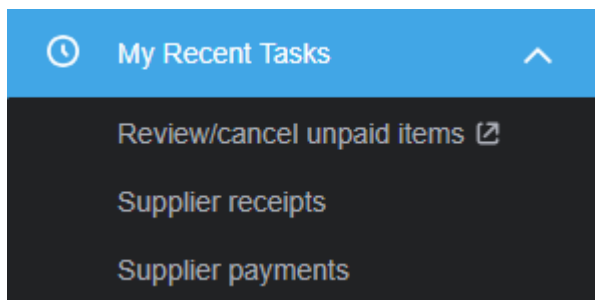 My Recent Tasks
Review/cancel unpaid items
Supplier receipts
Supplier payments